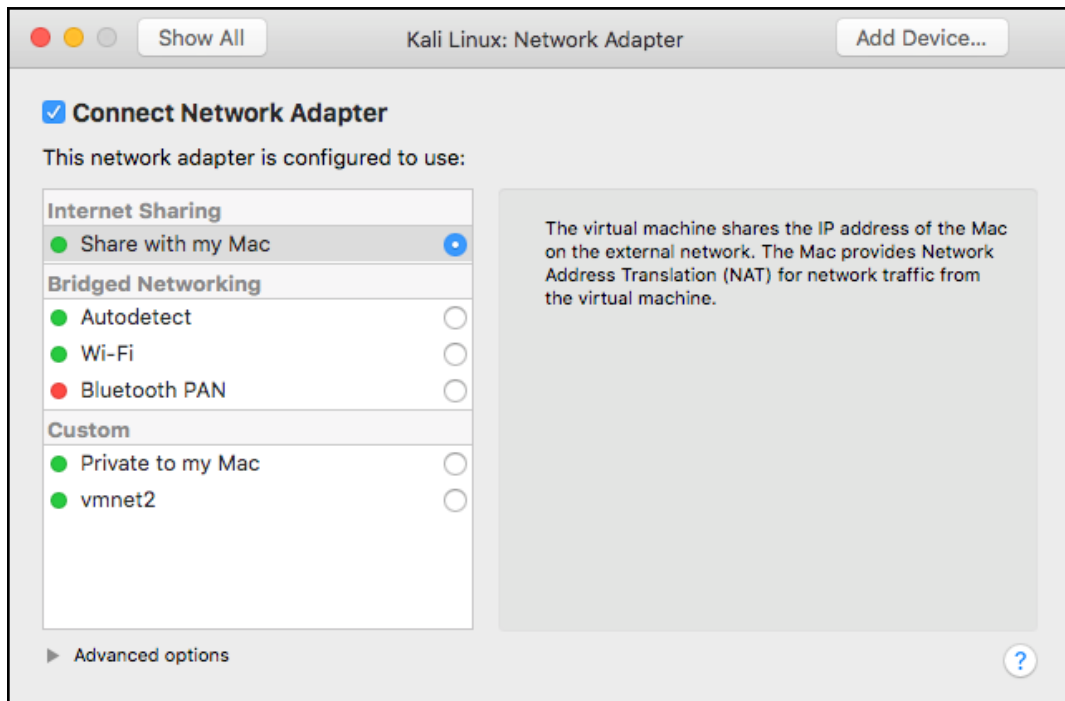 Show All
Kali Linux: Network Adapter
Add Device...
Connect Network Adapter
This network adapter is configured to use:
Internet Sharing
Share with my Mac
Bridged Networking
Autodetect
Wi-Fi
Bluetooth PAN
Custom
Private to my Mac
vmnet2
The virtual machine shares the IP address of the Mac
on the external network. The Mac provides Network
Address Translation (NAT) for network traffic from
the virtual machine.
Advanced options
?